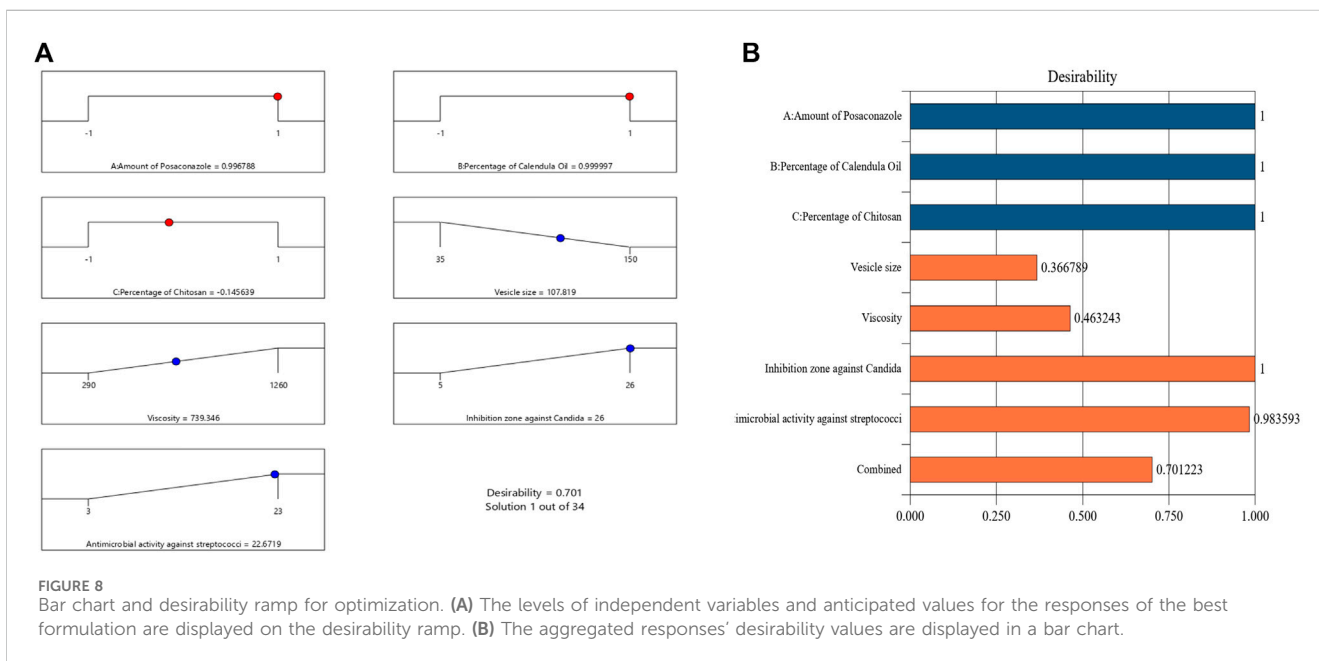 A
-1
1
A:Amount of Posaconazole = 0.996788
-1
1
B:Percentage of Calendula Oil = 0.999997
-1
1
C:Percentage of Chitosan = -0.145639
35
150
Vesicle size = 107.819
290
1260
Viscosity = 739.346
5
26
Inhibition zone against Candida = 26
3
23
Antimicrobial activity against streptococci = 22.6719
Desirability = 0.701
Solution 1 out of 34
B
Desirability
A:Amount of Posaconazole
1
B:Percentage of Calendula Oil
1
C:Percentage of Chitosan
1
Vesicle size
0.366789
Viscosity
0.463243
Inhibition zone against Candida
1
imicrobial activity against streptococci
0.983593
Combined
0.701223
0.000
0.250
0.500
0.750
1.000
FIGURE 8
Bar chart and desirability ramp for optimization. (A) The levels of independent variables and anticipated values for the responses of the best
formulation are displayed on the desirability ramp. (B) The aggregated responses' desirability values are displayed in a bar chart.